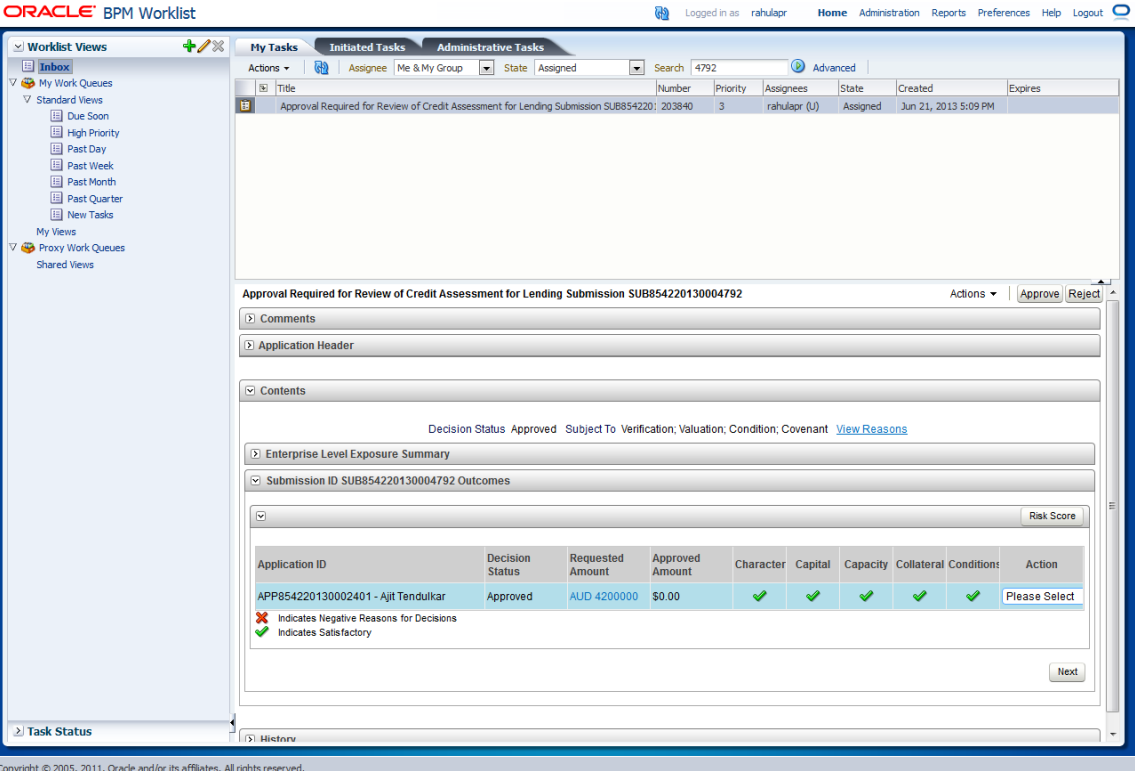 ORACLE BPM Worklist
Logged in as rahulapr Home Administration Reports Preferences Help Logout
Worklist Views
Inbox
My Work Queues
Standard Views
Due Soon
High Priority
Past Day
Past Week
Past Month
Past Quarter
New Tasks
My Views
Proxy Work Queues
Shared Views
Task Status
My Tasks Initiated Tasks Administrative Tasks
Actions Assignee Me & My Group State Assigned Search 4792 Advanced
Title Number Priority Assignees State Created Expires
Approval Required for Review of Credit Assessment for Lending Submission SUB8542201 203840 3 rahulapr (U) Assigned Jun 21, 2013 5:09 PM
Approval Required for Review of Credit Assessment for Lending Submission SUB854220130004792 Actions Approve Reject
Comments
Application Header
Contents
Decision Status Approved Subject To Verification; Valuation; Condition; Covenant View Reasons
Enterprise Level Exposure Summary
Submission ID SUB854220130004792 Outcomes
Risk Score
Application ID Decision Status Requested Amount Approved Amount Character Capital Capacity Collateral Conditions Action
APP854220130002401 - Ajit Tendulkar Approved AUD 4200000 $0.00 Please Select
Indicates Negative Reasons for Decisions
Indicates Satisfactory
Next
History
Copyright © 2005, 2011, Oracle and/or its affiliates. All rights reserved.